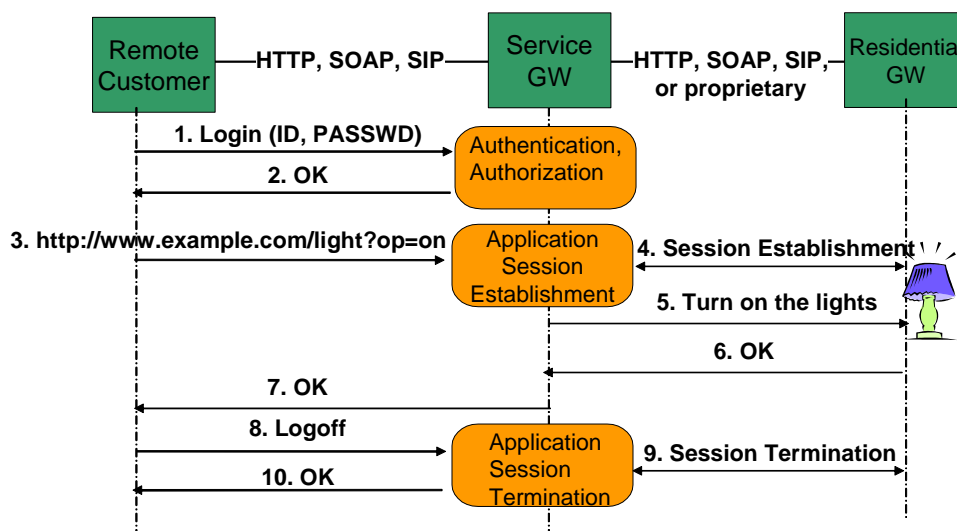 Remote
Customer
HTTP, SOAP, SIP
Service
GW
HTTP, SOAP, SIP,
or proprietary
Residentia
GW
1. Login (ID, PASSWD)
Authentication,
Authorization
2. OK
3. http://www.example.com/light?op=on
Application
Session
Establishment
4. Session Establishment
5. Turn on the lights
6. OK
7. OK
8. Logoff
Application
Session
Termination
9. Session Termination
10. OK